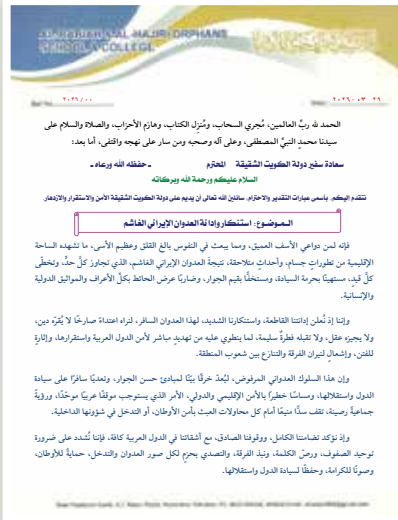 AL-HAJRI ORPHANS
SCHOOL & COLLEGE
٢٠٢٦ - ٠٣ - ٢٦
الحمد لله ربِّ العالمين، مُجري السحاب، ومُنزل الكتاب، وهازم الأحزاب، والصلاة والسلام على
سيدنا محمدٍ النبيِّ المصطفى، وعلى آله وصحبه ومن سار على نهجه واقتفى، أما بعد؛
سعادة سفير دولة الكويت الشقيقة المحترم - حفظه الله ورعاه -
السلام عليكم ورحمة الله وبركاته
نتقدم إليكم، بأسمى عبارات التقدير والاحترام، سائلين الله تعالى أن يديم على دولة الكويت الشقيقة الأمن والاستقرار والازدهار.
الموضوع: استنكار وإدانة العدوان الإيراني الغاشم
فإنه لمن دواعي الأسف العميق، ومما يبعث في النفوس بالغ القلق وعظيم الأسى، ما تشهده الساحة
الإقليمية من تطوراتٍ جسام، وأحداثٍ متلاحقة، نتيجة العدوان الإيراني الغاشم، الذي تجاوز كلَّ حدٍّ، وتخطّى
كلَّ قيد، مستهينًا بحرمة السيادة، ومستخفًّا بقيم الجوار، وضاربًا عرض الحائط بكلِّ الأعراف والمواثيق الدولية
والإنسانية.
وإننا إذ نُعلن إدانتنا القاطعة، واستنكارنا الشديد، لهذا العدوان السافر، لنراه اعتداءً صارخًا لا يُقرّه دين،
ولا يجيزه عقل، ولا تقبله فطرةٌ سليمة، لما ينطوي عليه من تهديدٍ مباشر لأمن الدول العربية واستقرارها، وإثارةٍ
للفتن، وإشعالٍ لنيران الفرقة والتنازع بين شعوب المنطقة.
وإن هذا السلوك العدواني المرفوض، ليُعدّ خرقًا بيّنًا لمبادئ حسن الجوار، وتعديًا سافرًا على سيادة
الدول واستقلالها، ومساسًا خطيرًا بالأمن الإقليمي والدولي، الأمر الذي يستوجب موقفًا عربيًا موحّدًا، ورؤيةً
جماعيةً رصينة، تقف سدًّا منيعًا أمام كل محاولات العبث بأمن الأوطان، أو التدخل في شؤونها الداخلية.
وإذ نؤكد تضامننا الكامل، ووقوفنا الصادق، مع أشقائنا في الدول العربية كافة، فإننا نُشدد على ضرورة
توحيد الصفوف، ورصّ الكلمة، ونبذ الفرقة، والتصدي بحزمٍ لكل صور العدوان والتدخل، حمايةً للأوطان،
وصونًا للكرامة، وحفظًا لسيادة الدول واستقلالها.